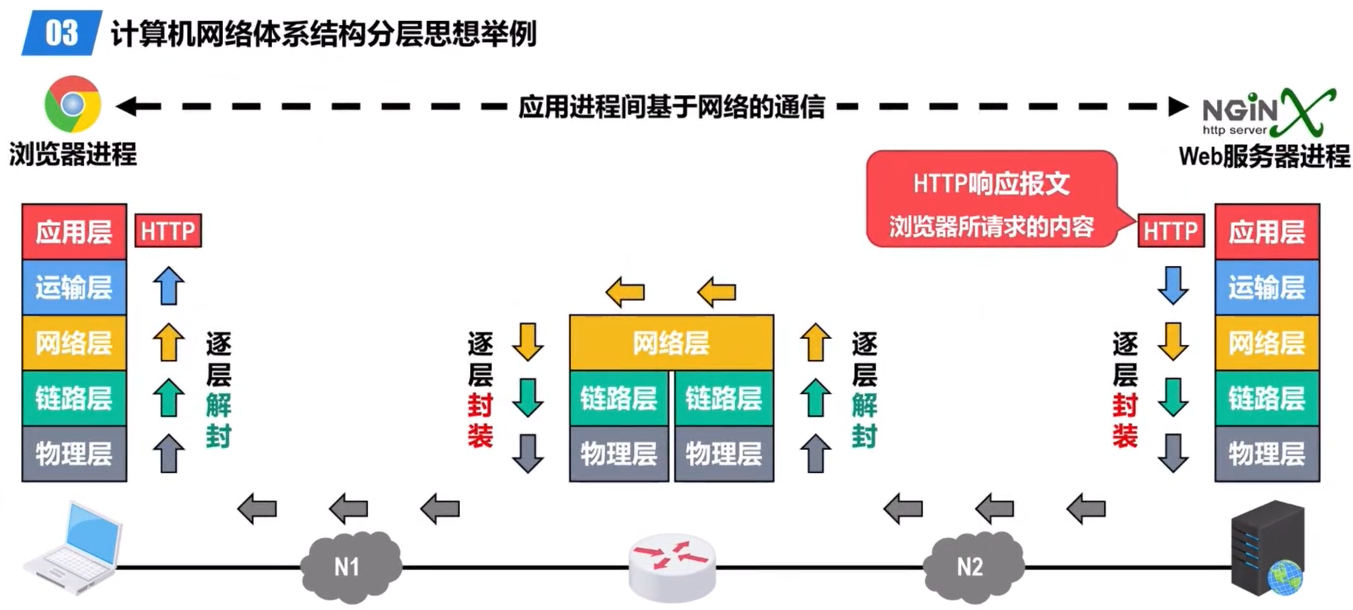 03 计算机网络体系结构分层思想举例
应用进程间基于网络的通信
NGiNX
http server
浏览器进程
Web服务器进程
HTTP响应报文
浏览器所请求的内容
应用层
HTTP
HTTP
应用层
运输层
运输层
网络层
逐层解封
逐层封装
网络层
逐层解封
逐层封装
网络层
链路层
链路层
链路层
链路层
物理层
物理层
物理层
物理层
N1
N2